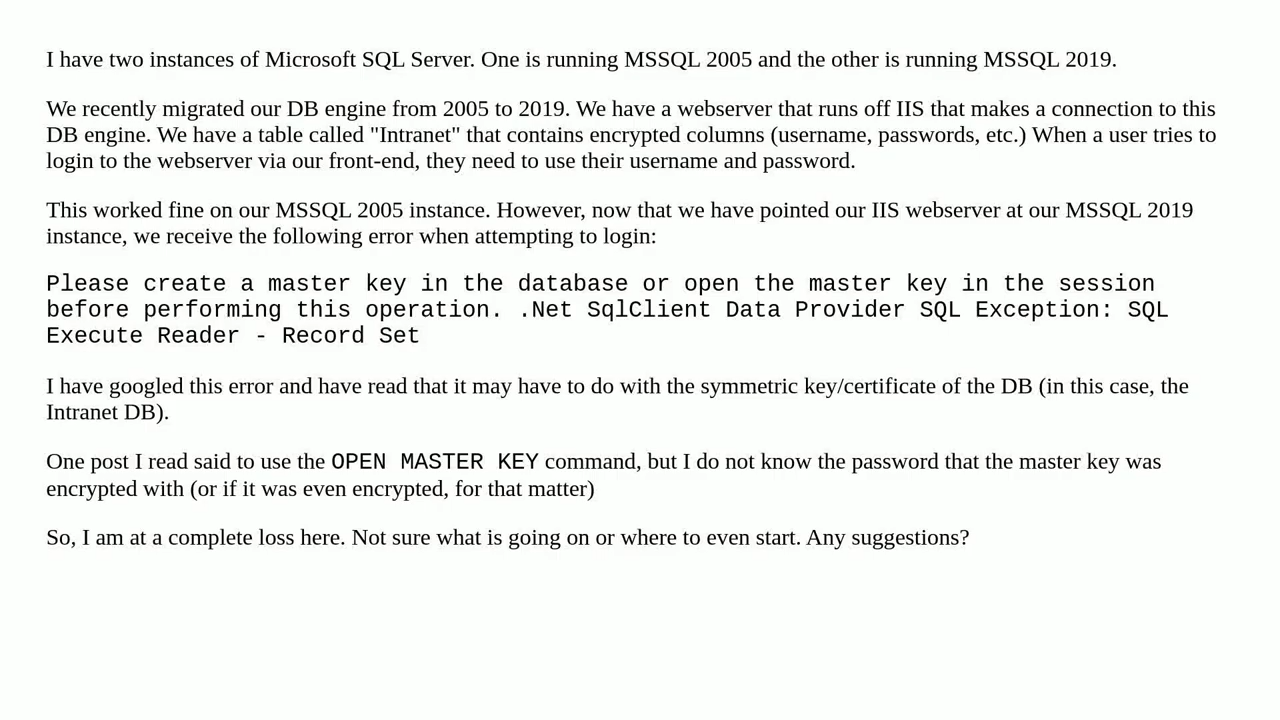 I have two instances of Microsoft SQL Server. One is running MSSQL 2005 and the other is running MSSQL 2019.
We recently migrated our DB engine from 2005 to 2019. We have a webserver that runs off IIS that makes a connection to this
DB engine. We have a table called "Intranet" that contains encrypted columns (username, passwords, etc.) When a user tries to
login to the webserver via our front-end, they need to use their username and password.
This worked fine on our MSSQL 2005 instance. However, now that we have pointed our IIS webserver at our MSSQL 2019
instance, we receive the following error when attempting to login:
Please create a master key in the database or open the master key in the session
before performing this operation. .Net SqlClient Data Provider SQL Exception: SQL
Execute Reader - Record Set
I have googled this error and have read that it may have to do with the symmetric key/certificate of the DB (in this case, the
Intranet DB).
One post I read said to use the OPEN MASTER KEY command, but I do not know the password that the master key was
encrypted with (or if it was even encrypted, for that matter)
So, I am at a complete loss here. Not sure what is going on or where to even start. Any suggestions?